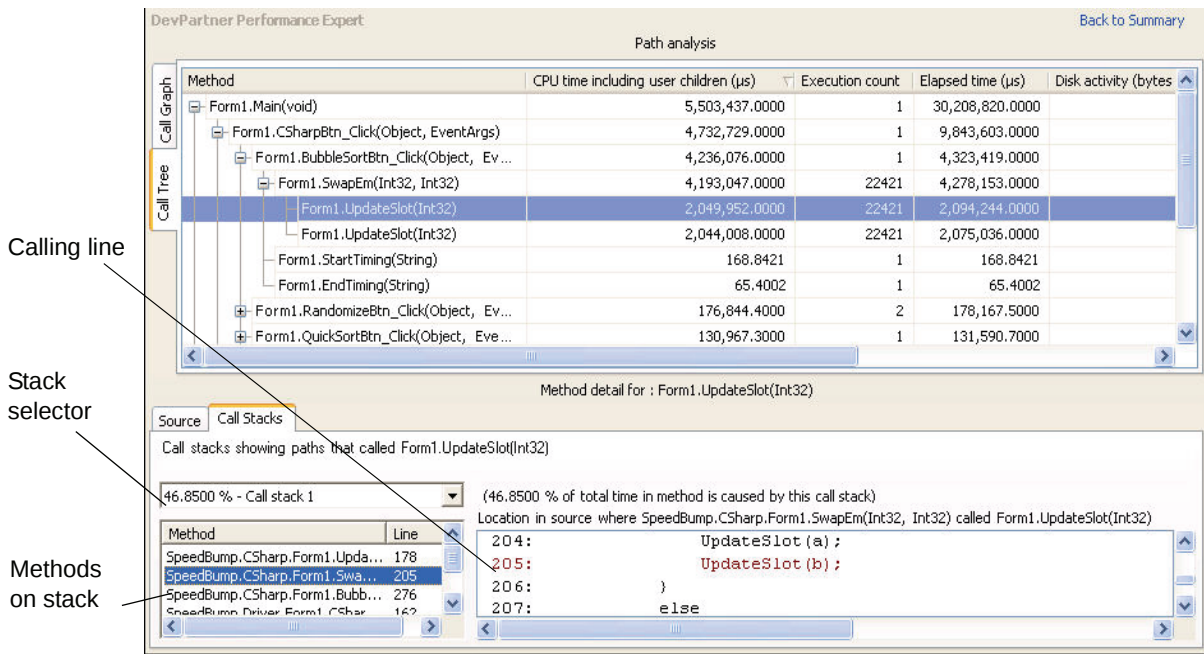 DevPartner Performance Expert Back to Summary
Path analysis
Call Graph
Call Tree
Method CPU time including user children (µs) Execution count Elapsed time (µs) Disk activity (bytes
Form1.Main(void) 5,503,437.0000 1 30,208,820.0000
Form1.CSharpBtn_Click(Object, EventArgs) 4,732,729.0000 1 9,843,603.0000
Form1.BubbleSortBtn_Click(Object, Ev... 4,236,076.0000 1 4,323,419.0000
Form1.SwapEm(Int32, Int32) 4,193,047.0000 22421 4,278,153.0000
Form1.UpdateSlot(Int32) 2,049,952.0000 22421 2,094,244.0000
Form1.UpdateSlot(Int32) 2,044,008.0000 22421 2,075,036.0000
Form1.StartTiming(String) 168.8421 1 168.8421
Form1.EndTiming(String) 65.4002 1 65.4002
Form1.RandomizeBtn_Click(Object, Ev... 176,844.4000 2 178,167.5000
Form1.QuickSortBtn_Click(Object, Eve... 130,967.3000 1 131,590.7000
Calling line
Stack
selector
Methods
on stack
Method detail for : Form1.UpdateSlot(Int32)
Source Call Stacks
Call stacks showing paths that called Form1.UpdateSlot(Int32)
46.8500 % - Call stack 1
(46.8500 % of total time in method is caused by this call stack)
Location in source where SpeedBump.CSharp.Form1.SwapEm(Int32, Int32) called Form1.UpdateSlot(Int32)
Method Line
SpeedBump.CSharp.Form1.Upda... 178
SpeedBump.CSharp.Form1.Swa... 205
SpeedBump.CSharp.Form1.Bubb... 276
SpeedBump.Driver.Form1.CShar... 162
204: UpdateSlot(a);
205: UpdateSlot(b);
206: }
207: else